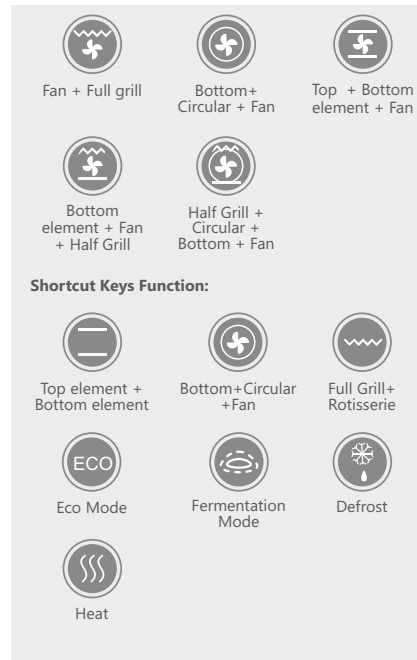 Fan + Full grill
Bottom+
Circular + Fan
Top + Bottom
element + Fan
Bottom
element + Fan
+ Half Grill
Half Grill +
Circular +
Bottom + Fan
Shortcut Keys Function:
Top element +
Bottom element
Bottom+Circular
+Fan
Full Grill+
Rotisserie
ECO
Eco Mode
Fermentation
Mode
Defrost
Heat